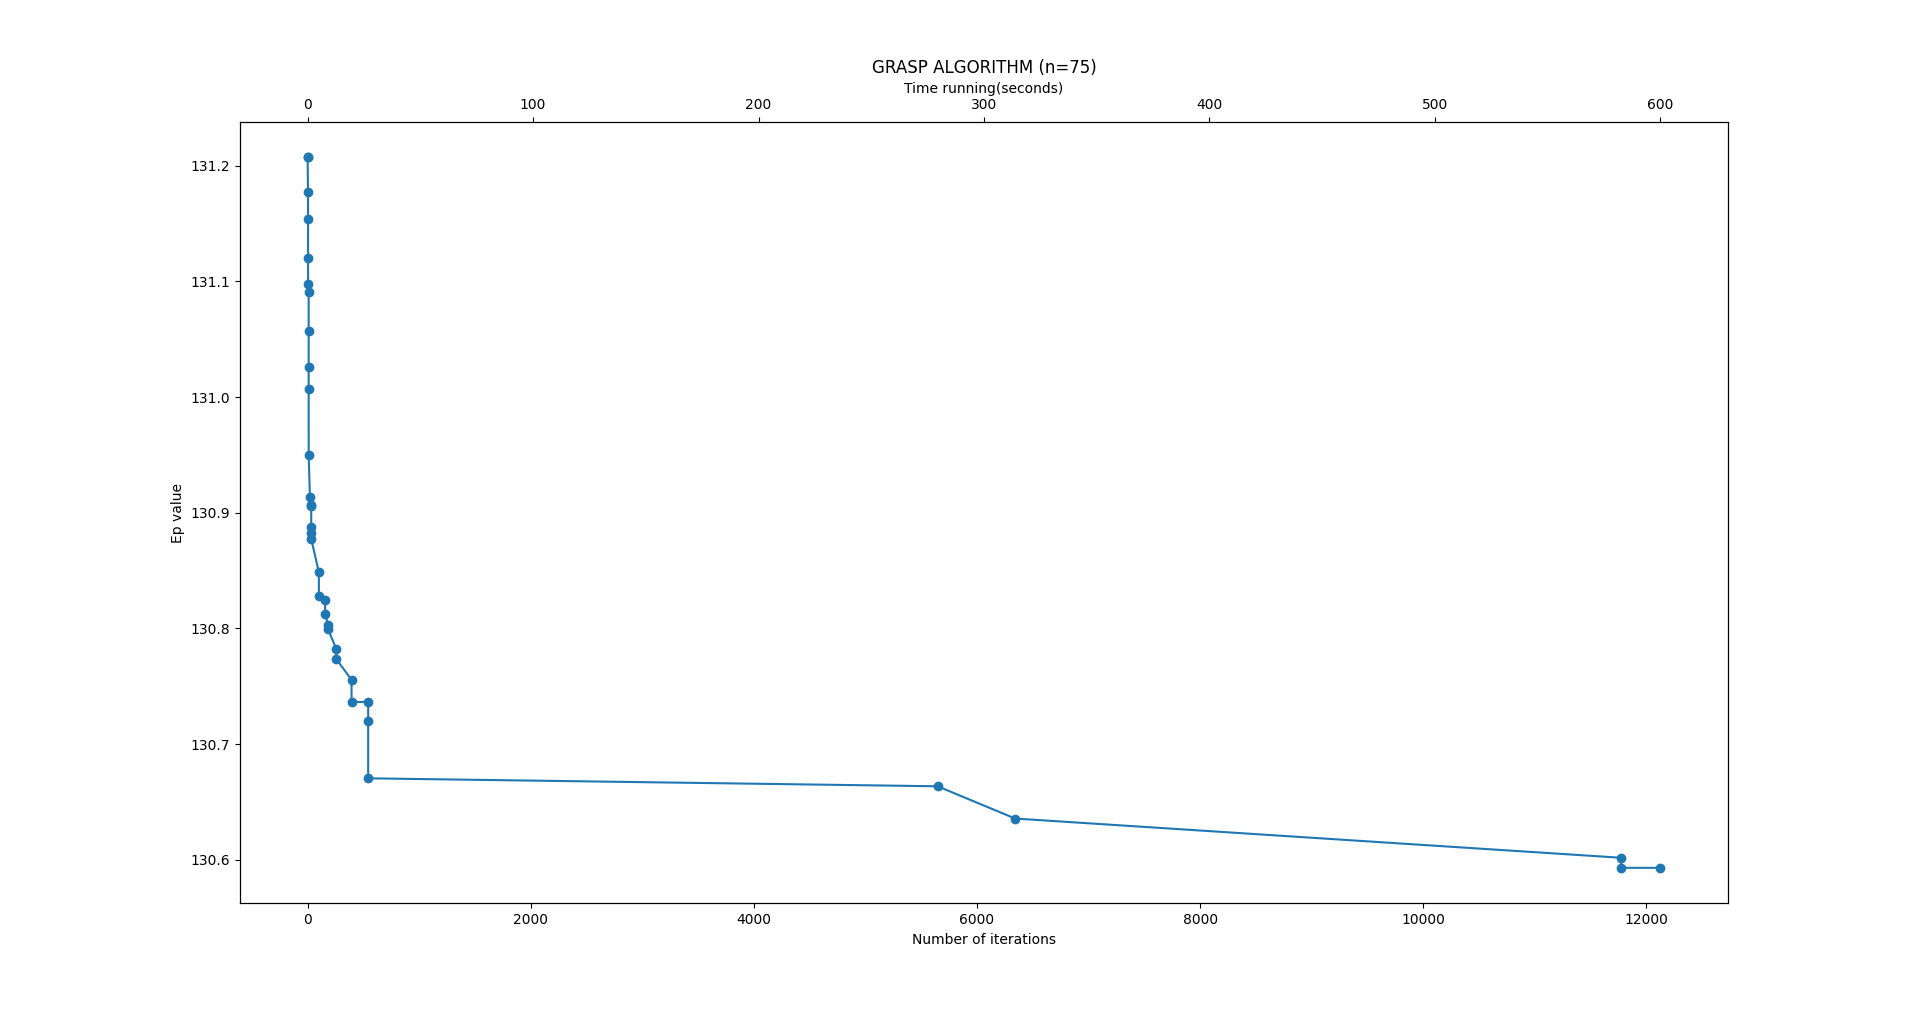 GRASP ALGORITHM (n=75)
Time running(seconds)
0 100 200 300 400 500 600
131.2
131.1
131.0
130.9
130.8
130.7
130.6
Ep value
0 2000 4000 6000 8000 10000 12000
Number of iterations